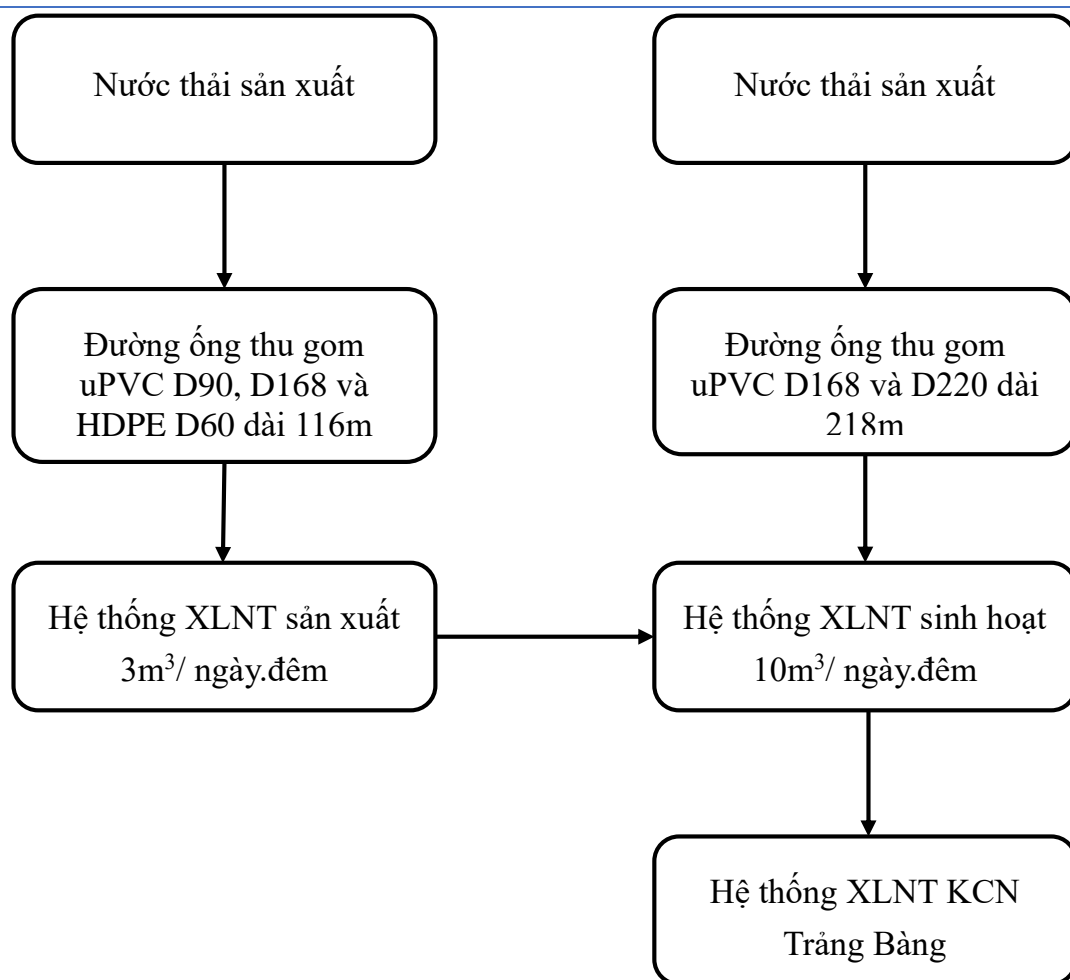 Nước thải sản xuất
Nước thải sản xuất
Đường ống thu gom
uPVC D90, D168 và
HDPE D60 dài 116m
Đường ống thu gom
uPVC D168 và D220 dài
218m
Hệ thống XLNT sản xuất
3m³/ ngày.đêm
Hệ thống XLNT sinh hoạt
10m³/ ngày.đêm
Hệ thống XLNT KCN
Trảng Bàng